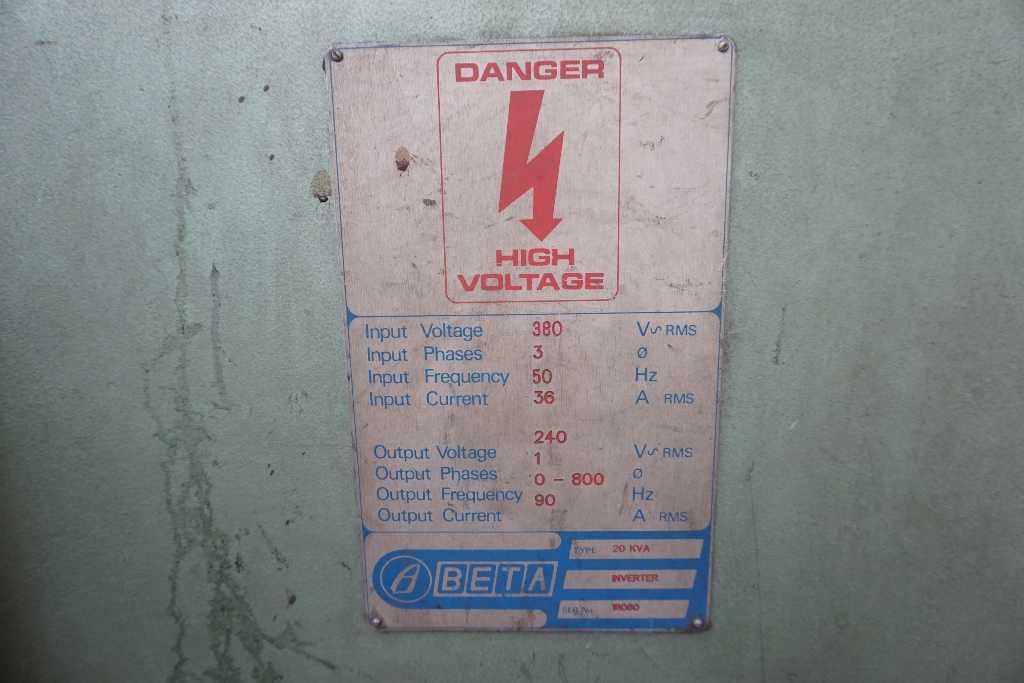 DANGER
HIGH
VOLTAGE
Input Voltage 380 V∿ RMS
Input Phases 3 Ø
Input Frequency 50 Hz
Input Current 36 A RMS
240
Output Voltage V∿ RMS
1
Output Phases Ø
0 - 800
Output Frequency Hz
90
Output Current A RMS
TYPE 20 KVA
BETA
INVERTER
SER.No.